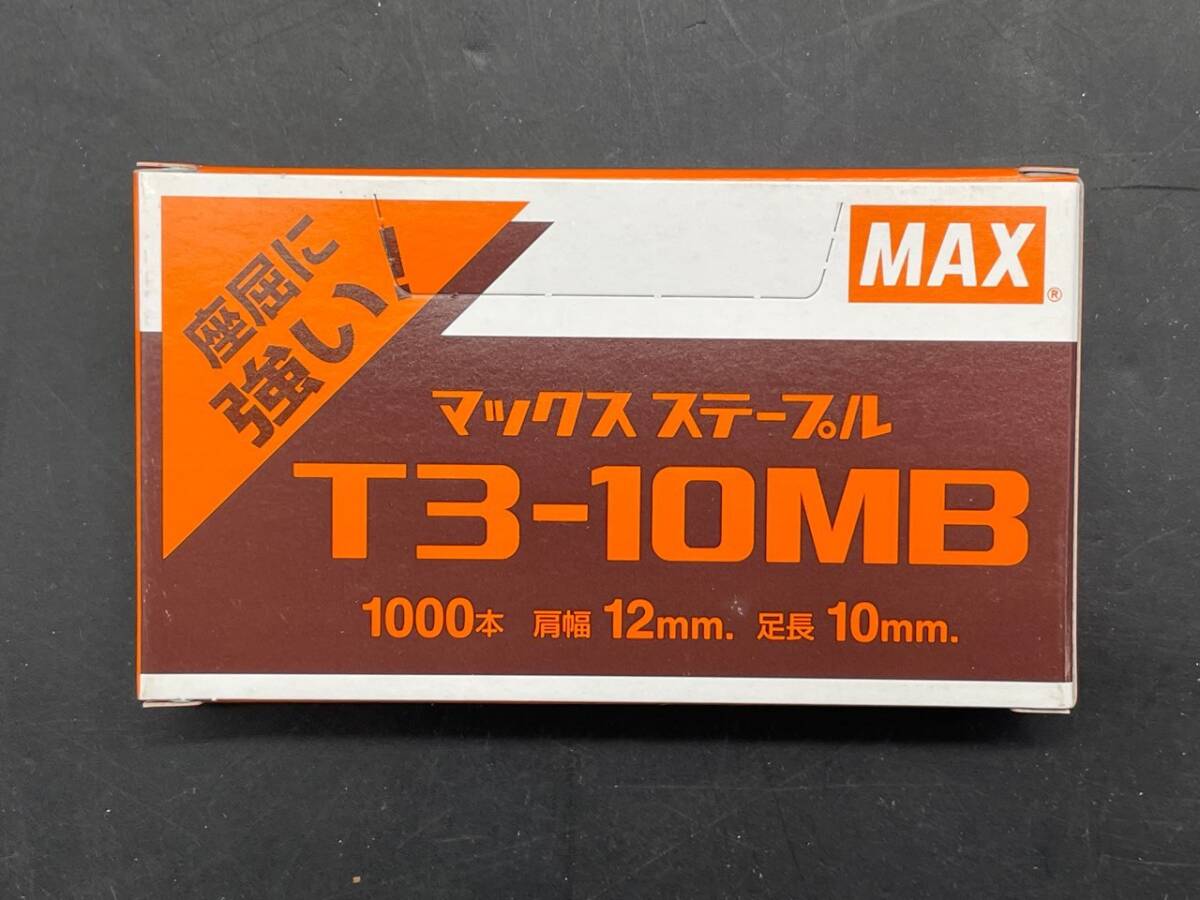 座屈に
強い!
MAX®
マックス ステープル
T3-10MB
1000本 肩幅 12mm. 足長 10mm.